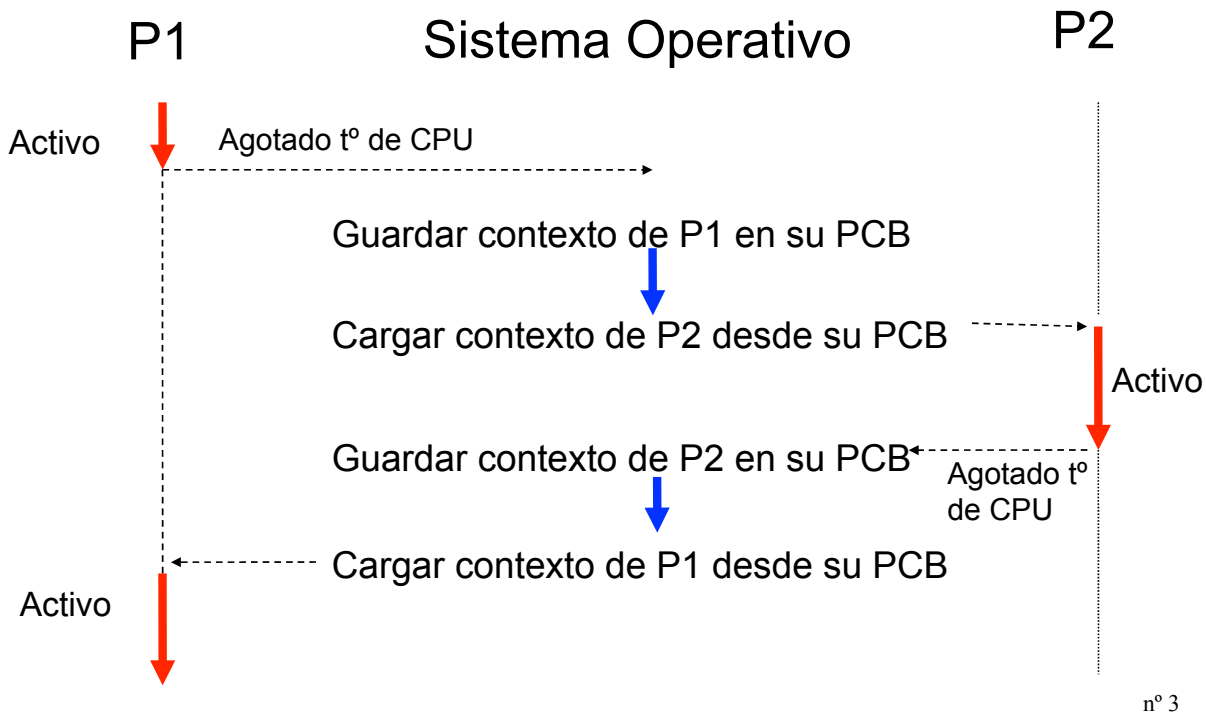 P1
Sistema Operativo
P2
Activo
Agotado tº de CPU
Guardar contexto de P1 en su PCB
Cargar contexto de P2 desde su PCB
Activo
Guardar contexto de P2 en su PCB
Agotado tº
de CPU
Cargar contexto de P1 desde su PCB
Activo
nº 3